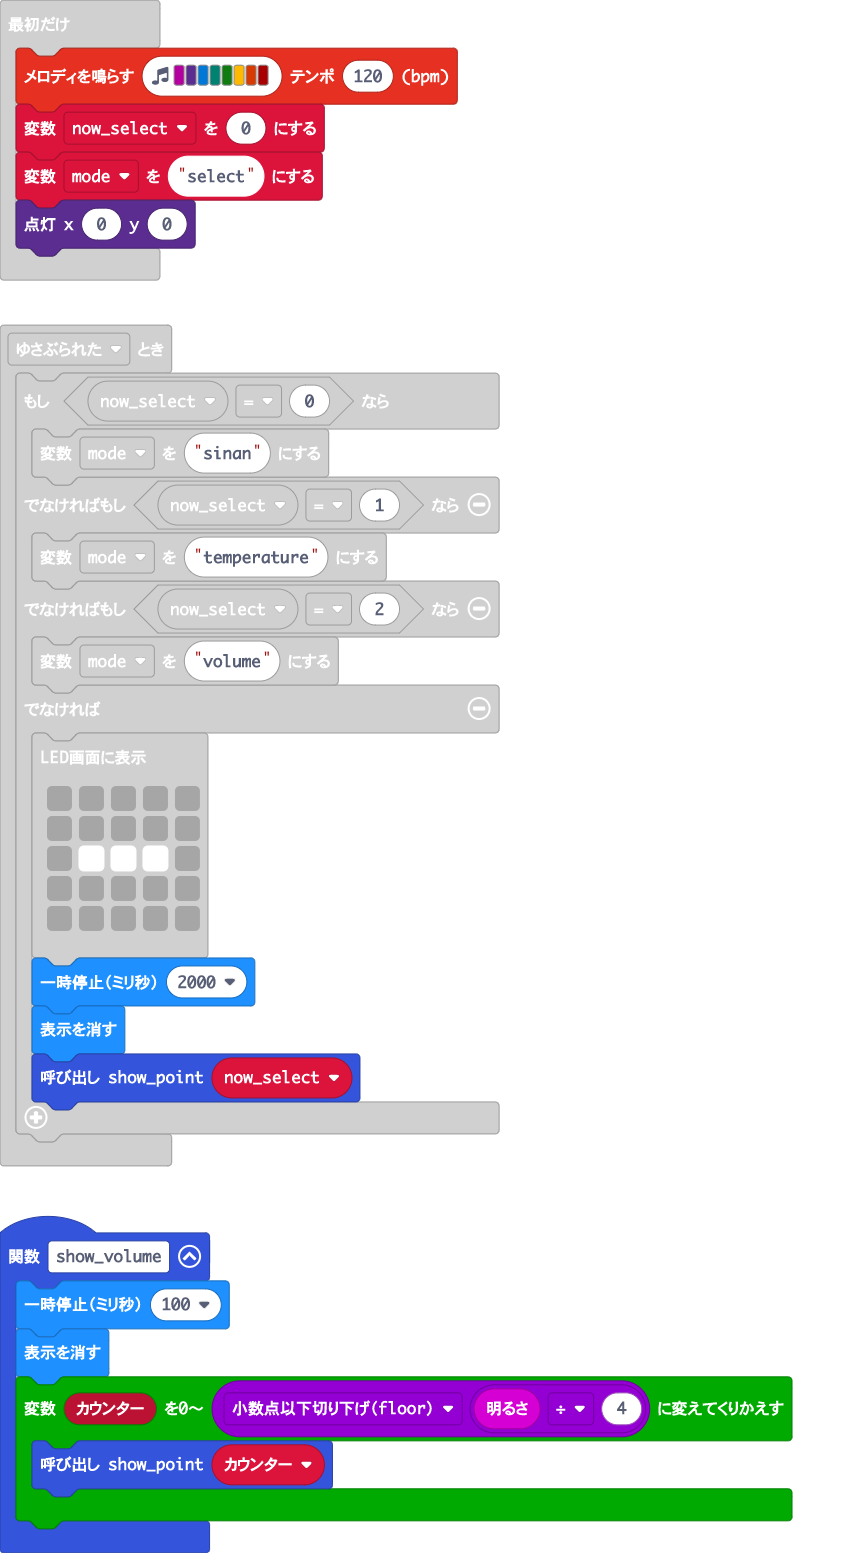 最初だけ
メロディを鳴らす テンポ 120 (bpm)
変数 now_select を 0 にする
変数 mode を "select" にする
点灯 x 0 y 0
ゆさぶられた とき
もし now_select = 0 なら
変数 mode を "sinan" にする
でなければもし now_select = 1 なら
変数 mode を "temperature" にする
でなければもし now_select = 2 なら
変数 mode を "volume" にする
でなければ
LED画面に表示
一時停止(ミリ秒) 2000
表示を消す
呼び出し show_point now_select
関数 show_volume
一時停止(ミリ秒) 100
表示を消す
変数 カウンター を0～ 小数点以下切り下げ(floor) 明るさ ÷ 4 に変えてくりかえす
呼び出し show_point カウンター